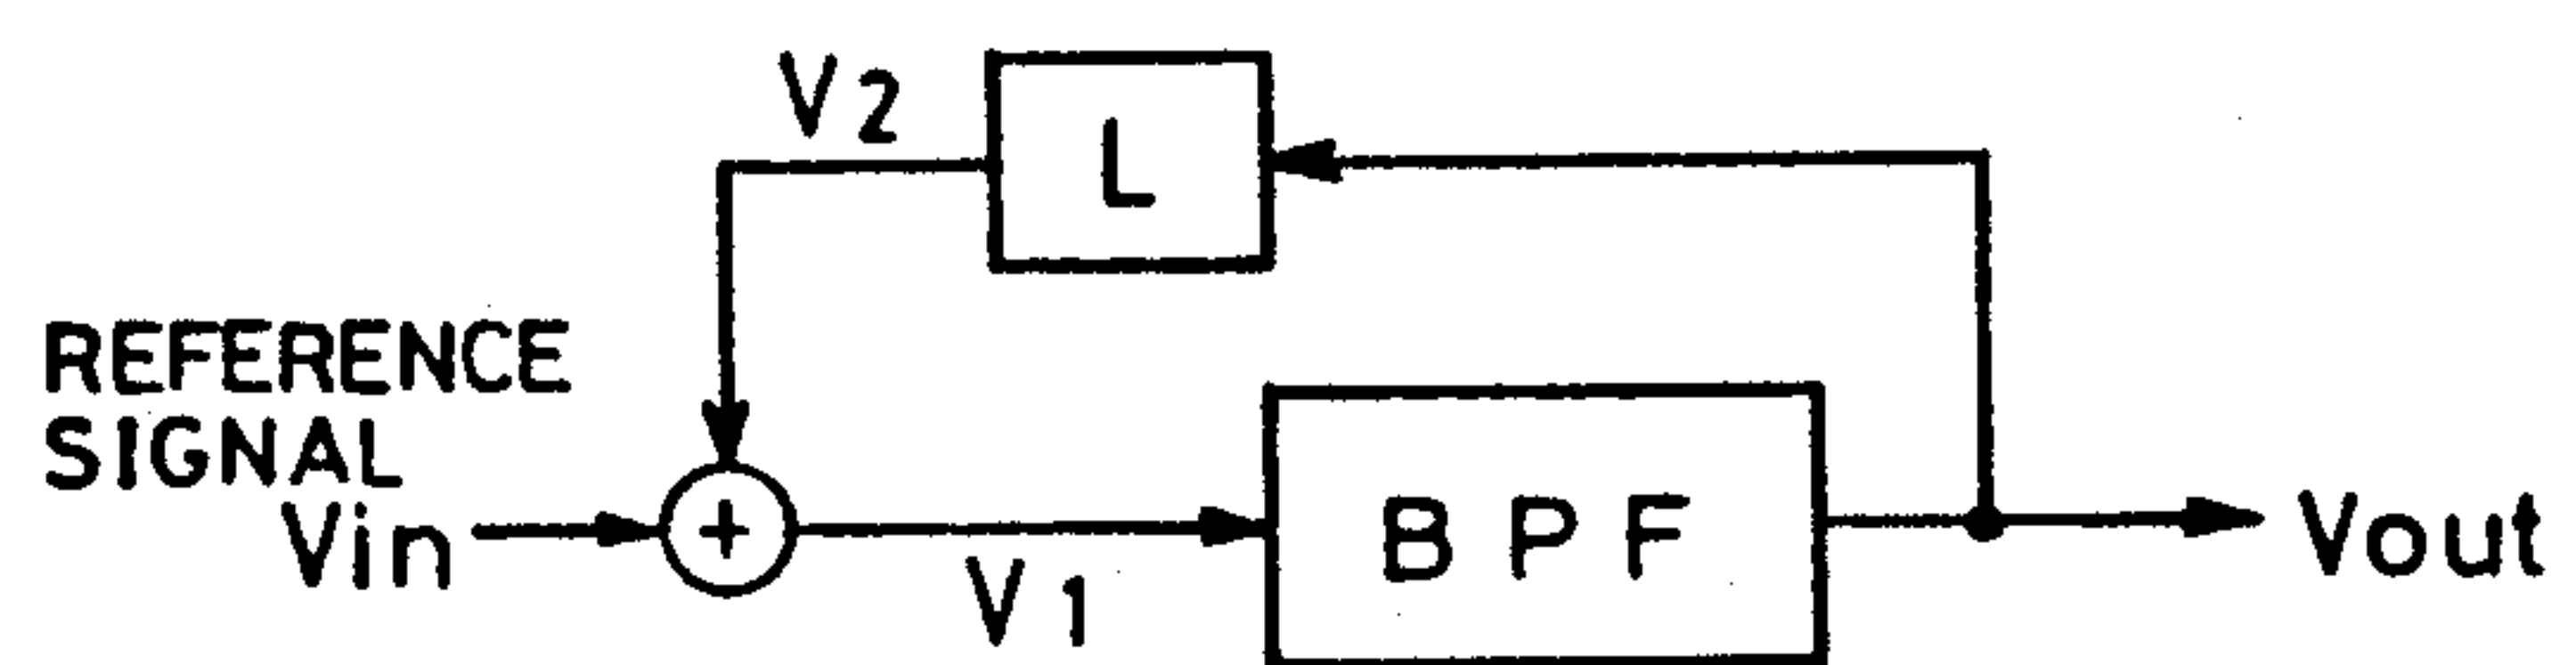 V2
L
REFERENCE
SIGNAL
Vin
+
V1
BPF
Vout